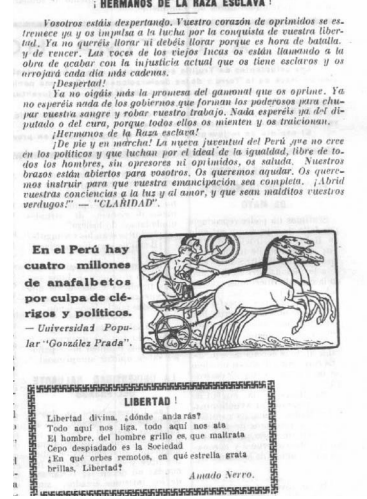 ¡ HERMANOS DE LA RAZA ESCLAVA !
Vosotros estáis despertando. Vuestro corazón de oprimidos se es-
tremece ya y os impulsa a la lucha por la conquista de vuestra liber-
tad. Ya no queréis llorar ni debéis llorar porque es hora de batalla.
y de vencer. Las voces de los viejos Incas os están llamando a la
obra de acabar con la injusticia actual que os tiene esclavos y os
arrojará cada día más cadenas.
¡Despertad!
Ya no oigáis más la promesa del gamonal que os oprime. Ya
no esperéis nada de los gobiernos que forman los poderosos para chu-
par vuestra sangre y robar vuestro trabajo. Nada esperéis ya del di-
putado o del cura, porque todos ellos os mienten y os traicionan.
¡Hermanos de la Raza esclava!
¡De pie y en marcha! La nueva juventud del Perú que no cree
en los políticos y que luchan por el ideal de la igualdad, libre de to-
dos los hombres, sin opresores ni oprimidos, os saluda. Nuestros
brazos están abiertos para vosotros. Os queremos ayudar. Os quere-
mos instruir para que vuestra emancipación sea completa. ¡Abrid
vuestras conciencias a la luz y al amor, y que sean malditos vuestros
verdugos!" — "CLARIDAD".
En el Perú hay
cuatro millones
de anafalbetos
por culpa de clé-
rigos y políticos.
— Universidad Popu-
lar "González Prada".
LIBERTAD !
Libertad divina, ¿dónde andarás?
Todo aquí nos liga, todo aquí nos ata
El hombre, del hombre grillo es, que maltrata
Cepo despiadado es la Sociedad
¿En qué orbes remotos, en qué estrella grata
brillas, Libertad?
Amado Nervo.